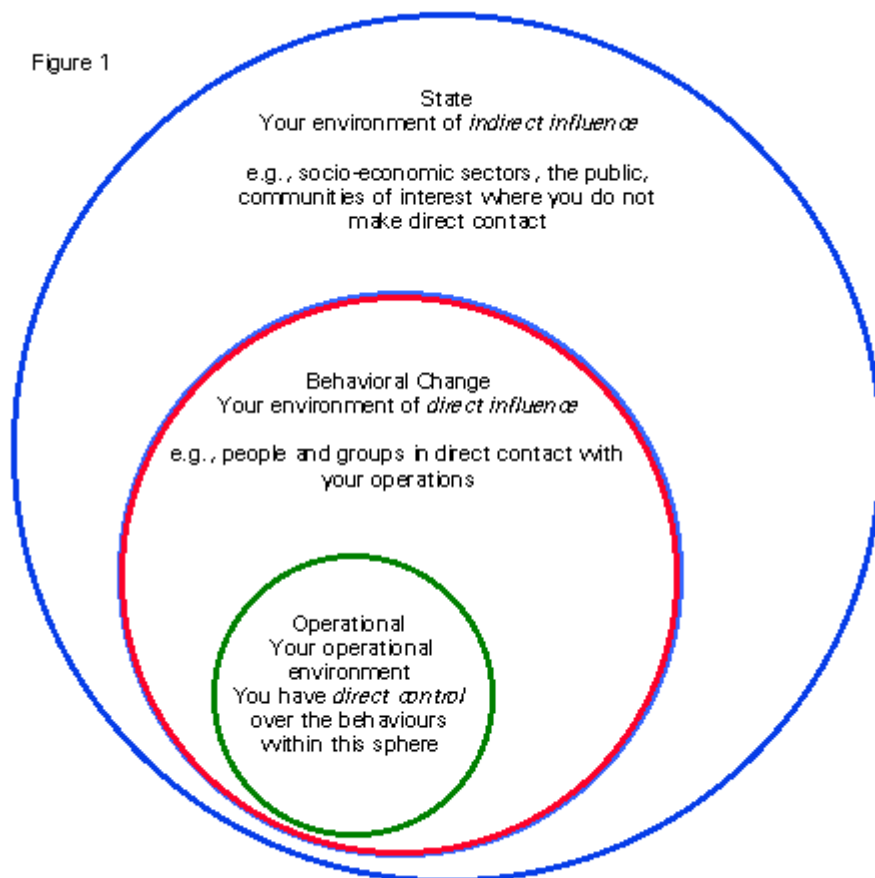 Figure 1
State
Your environment of indirect influence
e.g., socio-economic sectors, the public,
communities of interest where you do not
make direct contact
Behavioral Change
Your environment of direct influence
e.g., people and groups in direct contact with
your operations
Operational
Your operational
environment
You have direct control
over the behaviours
within this sphere